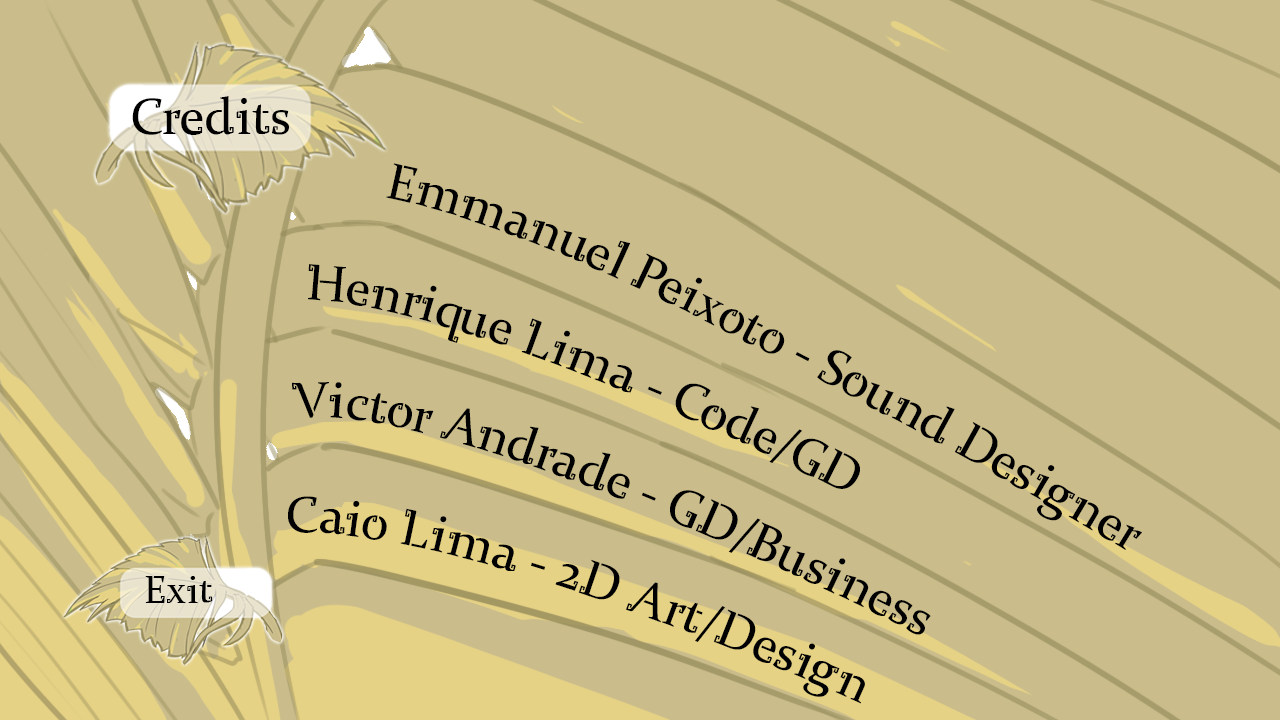 Credits
Emmanuel Peixoto - Sound Designer
Henrique Lima - Code/GD
Victor Andrade - GD/Business
Caio Lima - 2D Art/Design
Exit